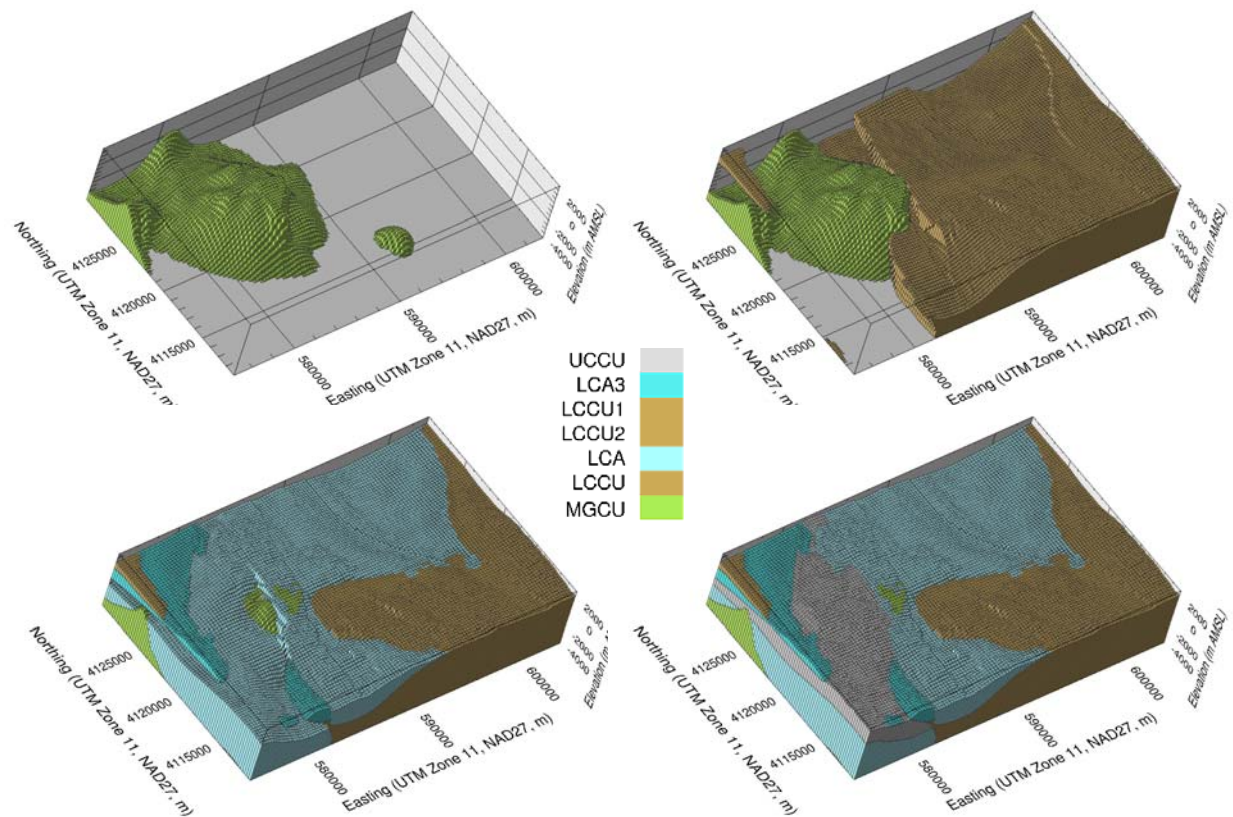 2000
0
-2000
-4000
Elevation (m AMSL)
4125000
4120000
4115000
Northing (UTM Zone 11, NAD27, m)
580000
590000
600000
Easting (UTM Zone 11, NAD27, m)
2000
0
-2000
-4000
Elevation (m AMSL)
4125000
4120000
4115000
Northing (UTM Zone 11, NAD27, m)
580000
590000
600000
Easting (UTM Zone 11, NAD27, m)
UCCU
LCA3
LCCU1
LCCU2
LCA
LCCU
MGCU
2000
0
-2000
-4000
Elevation (m A
4125000
4120000
4115000
Northing (UTM Zone 11, NAD27, m)
580000
590000
600000
Easting (UTM Zone 11, NAD27, m)
2000
0
-2000
-4000
Elevation (m AMSL)
4125000
4120000
4115000
Northing (UTM Zone 11, NAD27, m)
580000
590000
600000
Easting (UTM Zone 11, NAD27, m)